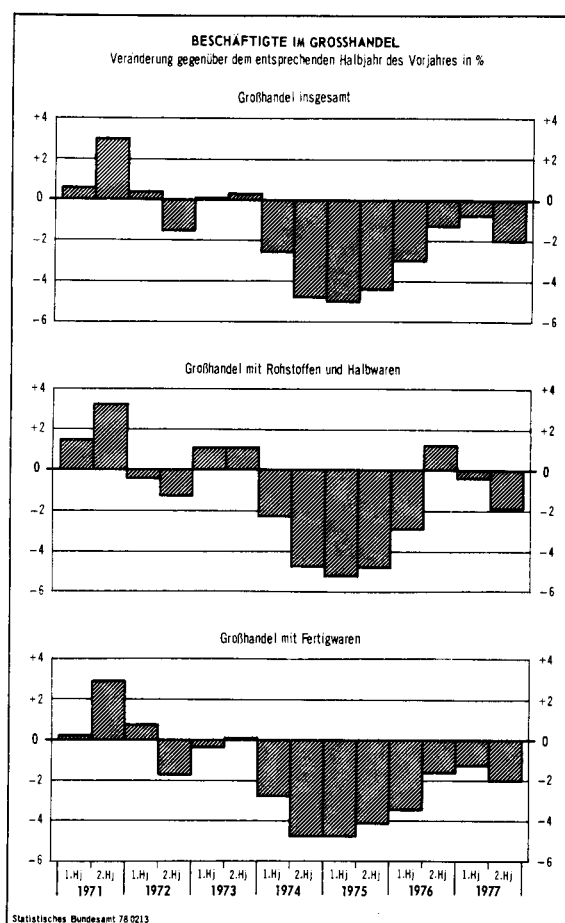 BESCHÄFTIGTE IM GROSSHANDEL
Veränderung gegenüber dem entsprechenden Halbjahr des Vorjahres in %
Großhandel insgesamt
+4 +4
+2 +2
0 0
-2 -2
-4 -4
-6 -6
Großhandel mit Rohstoffen und Halbwaren
+4 +4
+2 +2
0 0
-2 -2
-4 -4
-6 -6
Großhandel mit Fertigwaren
+4 +4
+2 +2
0 0
-2 -2
-4 -4
-6 -6
1.Hj 2.Hj 1.Hj 2.Hj 1.Hj 2.Hj 1.Hj 2.Hj 1.Hj 2.Hj 1.Hj 2.Hj 1.Hj 2.Hj
1971 1972 1973 1974 1975 1976 1977
Statistisches Bundesamt 78 0213